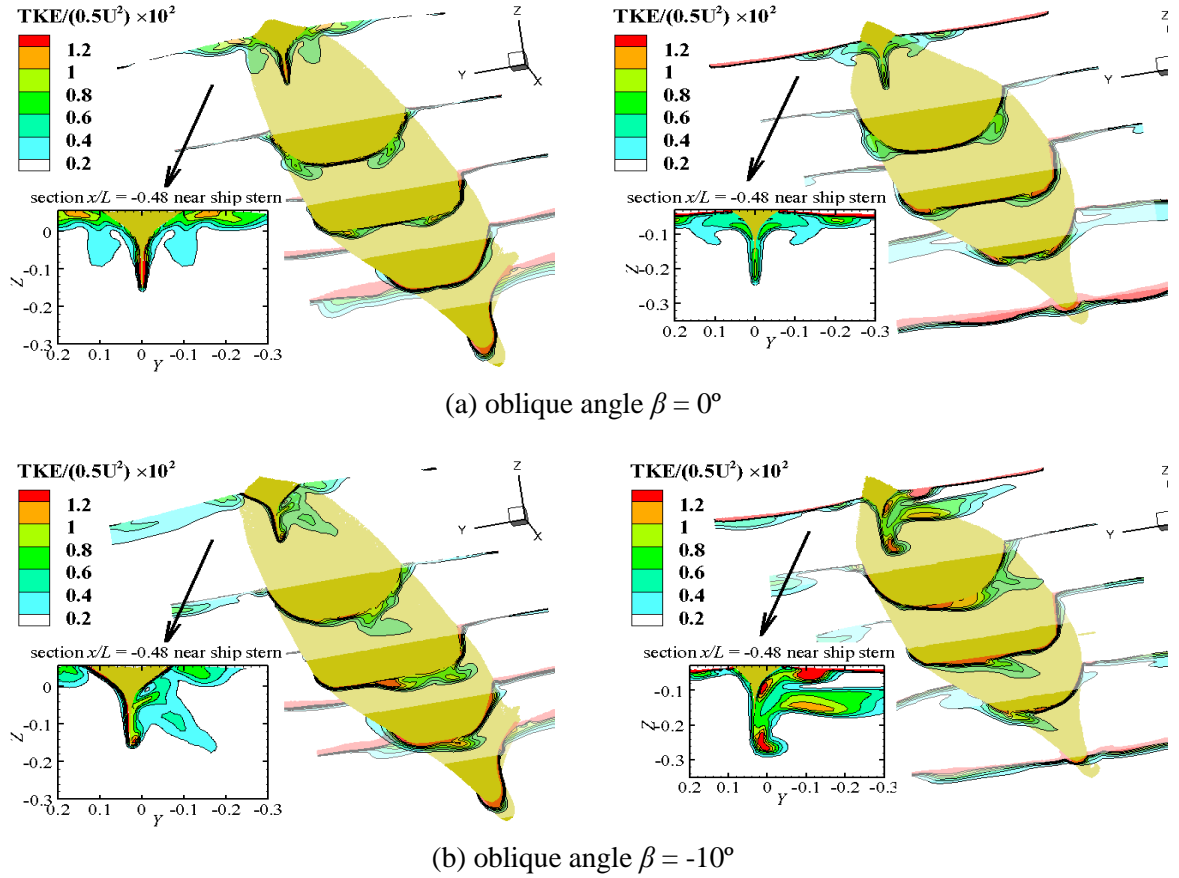 TKE/(0.5U²) ×10²
1.2
1
0.8
0.6
0.4
0.2
Z
Y
X
section x/L = -0.48 near ship stern
0
-0.1
-0.2
-0.3
Z
0.2 0.1 0 -0.1 -0.2 -0.3
Y
TKE/(0.5U²) ×10²
1.2
1
0.8
0.6
0.4
0.2
Z
Y
section x/L = -0.48 near ship stern
-0.1
-0.2
-0.3
Z
0.2 0.1 0 -0.1 -0.2 -0.3
Y
(a) oblique angle β = 0º
TKE/(0.5U²) ×10²
1.2
1
0.8
0.6
0.4
0.2
Z
Y
X
section x/L = -0.48 near ship stern
0
-0.1
-0.2
-0.3
Z
0.2 0.1 0 -0.1 -0.2 -0.3
Y
TKE/(0.5U²) ×10²
1.2
1
0.8
0.6
0.4
0.2
Z
Y
section x/L = -0.48 near ship stern
-0.1
-0.2
-0.3
Z
0.2 0.1 0 -0.1 -0.2 -0.3
Y
(b) oblique angle β = -10º